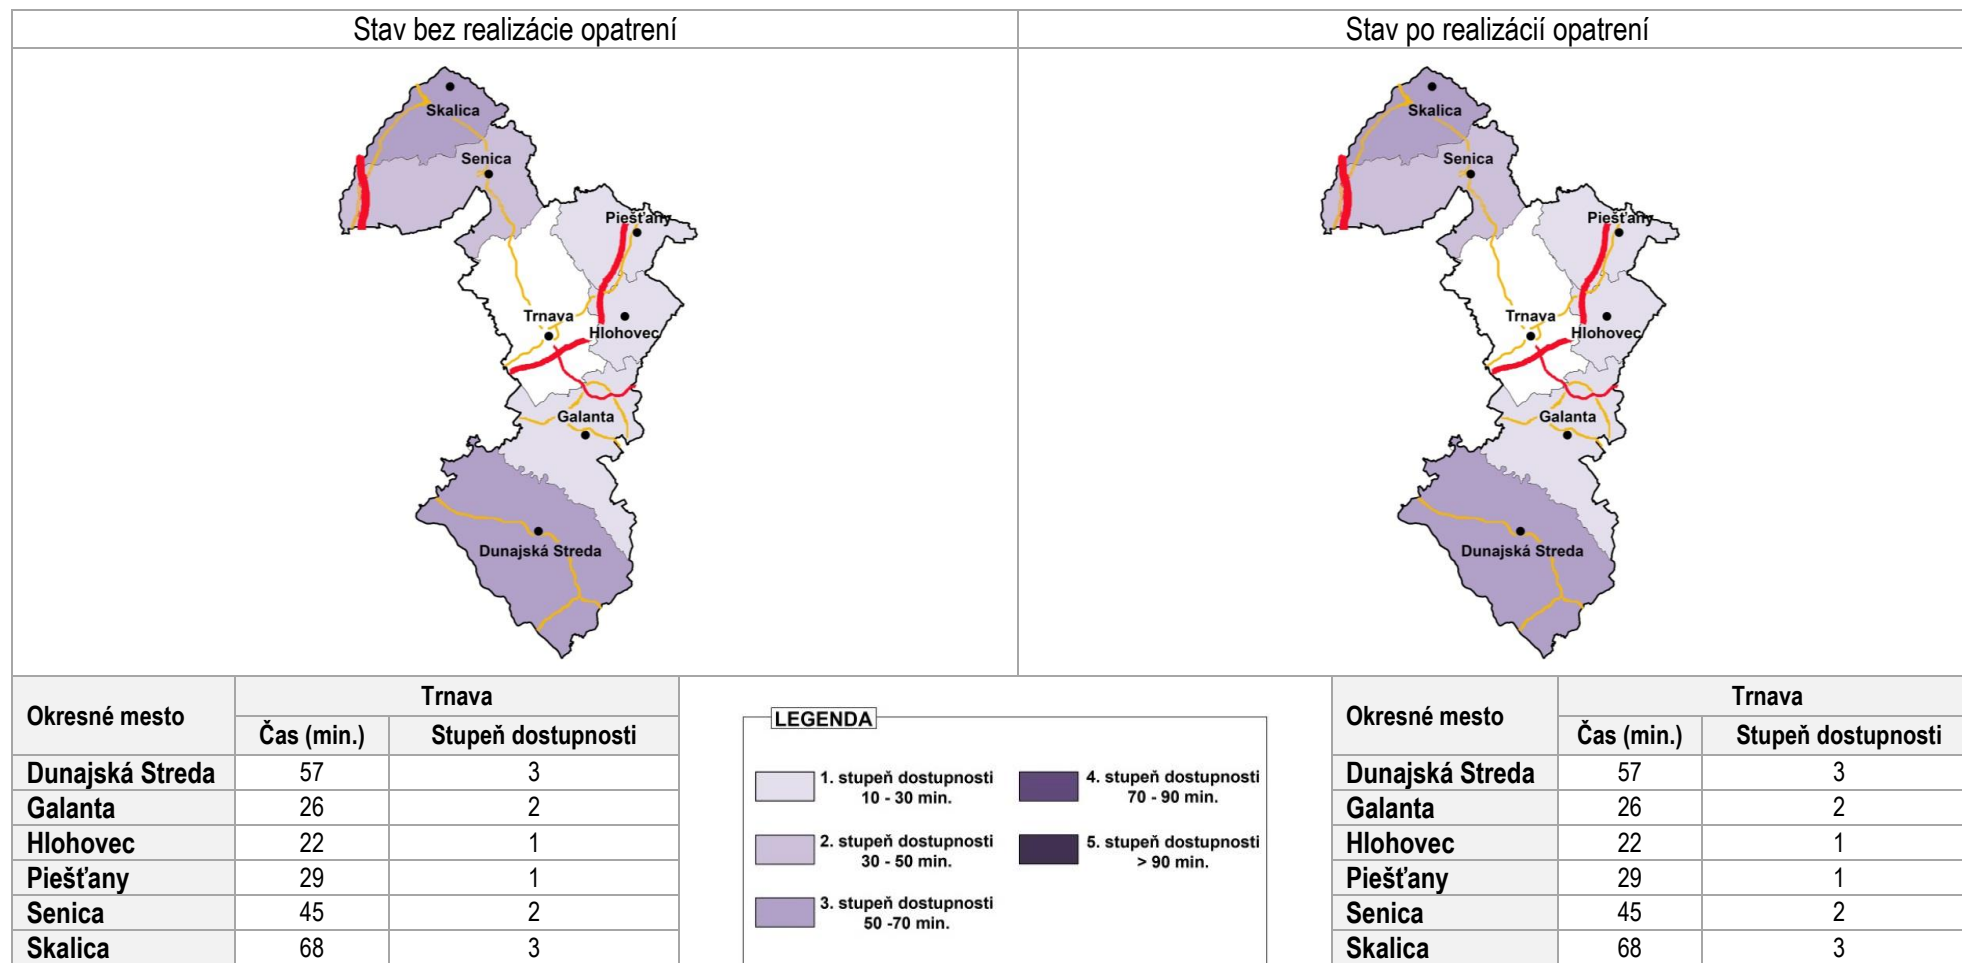 Stav bez realizácie opatrení
Stav po realizácií opatrení
Skalica
Senica
Piešťany
Trnava
Hlohovec
Galanta
Dunajská Streda
Skalica
Senica
Piešťany
Trnava
Hlohovec
Galanta
Dunajská Streda
Okresné mesto
Trnava
Čas (min.) Stupeň dostupnosti
Dunajská Streda 57 3
Galanta 26 2
Hlohovec 22 1
Piešťany 29 1
Senica 45 2
Skalica 68 3
LEGENDA
1. stupeň dostupnosti
10 - 30 min.
2. stupeň dostupnosti
30 - 50 min.
3. stupeň dostupnosti
50 -70 min.
4. stupeň dostupnosti
70 - 90 min.
5. stupeň dostupnosti
> 90 min.
Okresné mesto
Trnava
Čas (min.) Stupeň dostupnosti
Dunajská Streda 57 3
Galanta 26 2
Hlohovec 22 1
Piešťany 29 1
Senica 45 2
Skalica 68 3